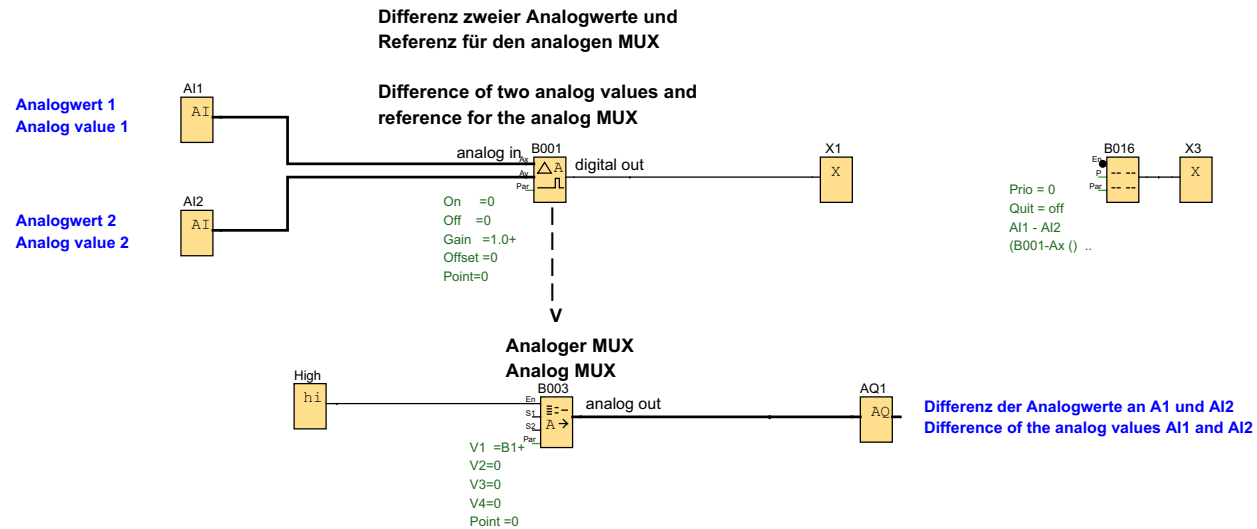 Differenz zweier Analogwerte und
Referenz für den analogen MUX
Difference of two analog values and
reference for the analog MUX
Analogwert 1
Analog value 1
AI1
AI
Analogwert 2
Analog value 2
AI2
AI
analog in
B001
digital out
Ax
Ay
Par
A
On =0
Off =0
Gain =1.0+
Offset =0
Point=0
X1
X
B016
En
P
Par
Prio = 0
Quit = off
AI1 - AI2
(B001-Ax () ..
X3
X
V
Analoger MUX
Analog MUX
High
hi
B003
En
S1
S2
Par
A
analog out
V1 =B1+
V2=0
V3=0
V4=0
Point =0
AQ1
AQ
Differenz der Analogwerte an A1 und AI2
Difference of the analog values AI1 and AI2